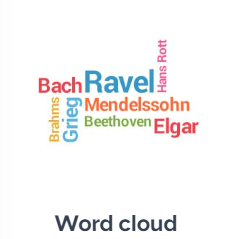 Hans Rott
Bach
Ravel
Brahms
Grieg
Mendelssohn
Beethoven
Elgar
Word cloud